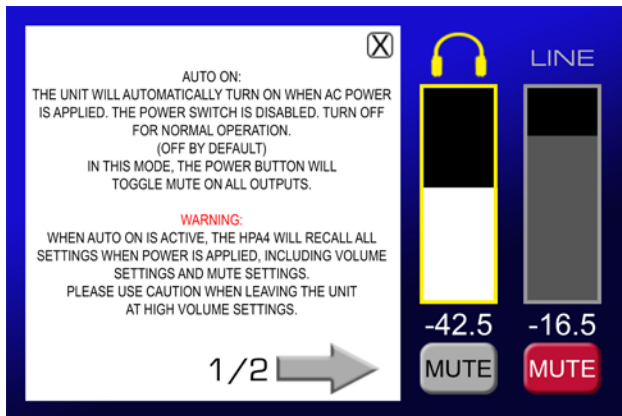 X
AUTO ON:
THE UNIT WILL AUTOMATICALLY TURN ON WHEN AC POWER
IS APPLIED. THE POWER SWITCH IS DISABLED. TURN OFF
FOR NORMAL OPERATION.
(OFF BY DEFAULT)
IN THIS MODE, THE POWER BUTTON WILL
TOGGLE MUTE ON ALL OUTPUTS.
WARNING:
WHEN AUTO ON IS ACTIVE, THE HPA4 WILL RECALL ALL
SETTINGS WHEN POWER IS APPLIED, INCLUDING VOLUME
SETTINGS AND MUTE SETTINGS.
PLEASE USE CAUTION WHEN LEAVING THE UNIT
AT HIGH VOLUME SETTINGS.
1/2
LINE
-42.5
-16.5
MUTE
MUTE